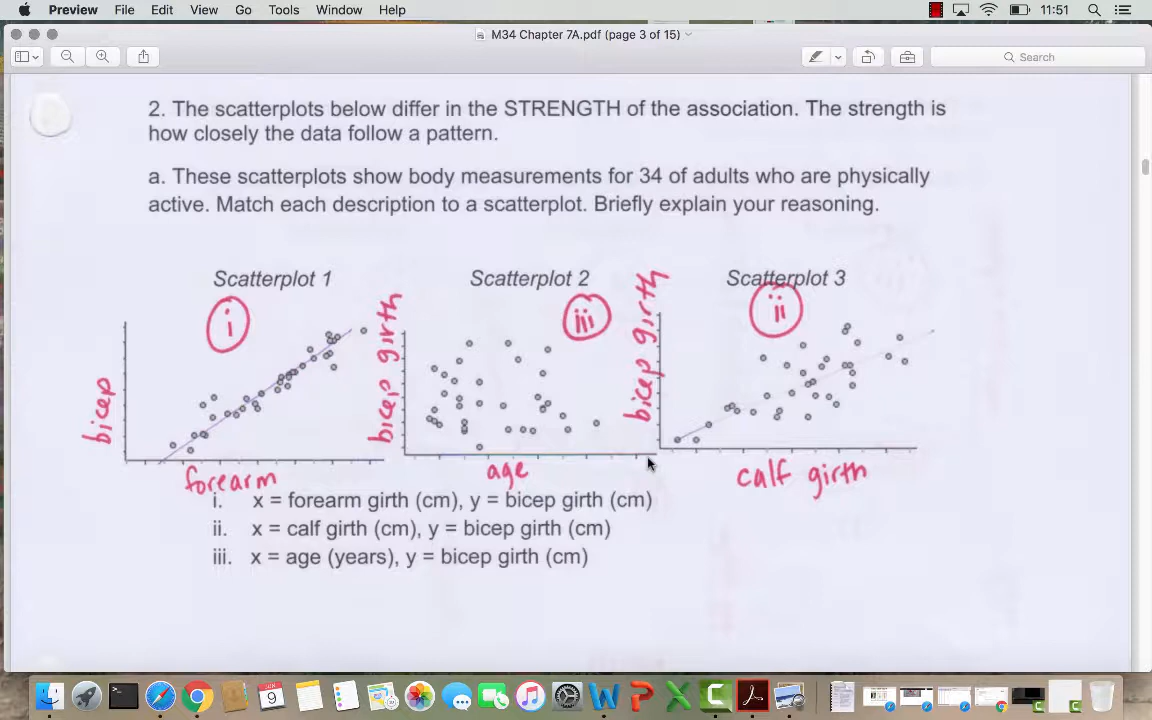 Preview File Edit View Go Tools Window Help 11:51
M34 Chapter 7A.pdf (page 3 of 15)
Search
2. The scatterplots below differ in the STRENGTH of the association. The strength is
how closely the data follow a pattern.
a. These scatterplots show body measurements for 34 of adults who are physically
active. Match each description to a scatterplot. Briefly explain your reasoning.
Scatterplot 1 Scatterplot 2 Scatterplot 3
i iii ii
bicep bicep girth bicep girth
forearm age calf girth
i. x = forearm girth (cm), y = bicep girth (cm)
ii. x = calf girth (cm), y = bicep girth (cm)
iii. x = age (years), y = bicep girth (cm)
9